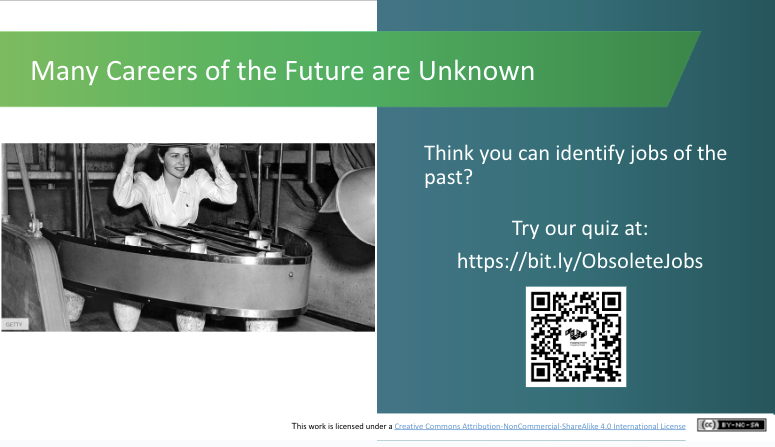 Many Careers of the Future are Unknown
Think you can identify jobs of the
past?
Try our quiz at:
https://bit.ly/ObsoleteJobs
GETTY
This work is licensed under a Creative Commons Attribution-NonCommercial-ShareAlike 4.0 International License
cc BY-NC-SA